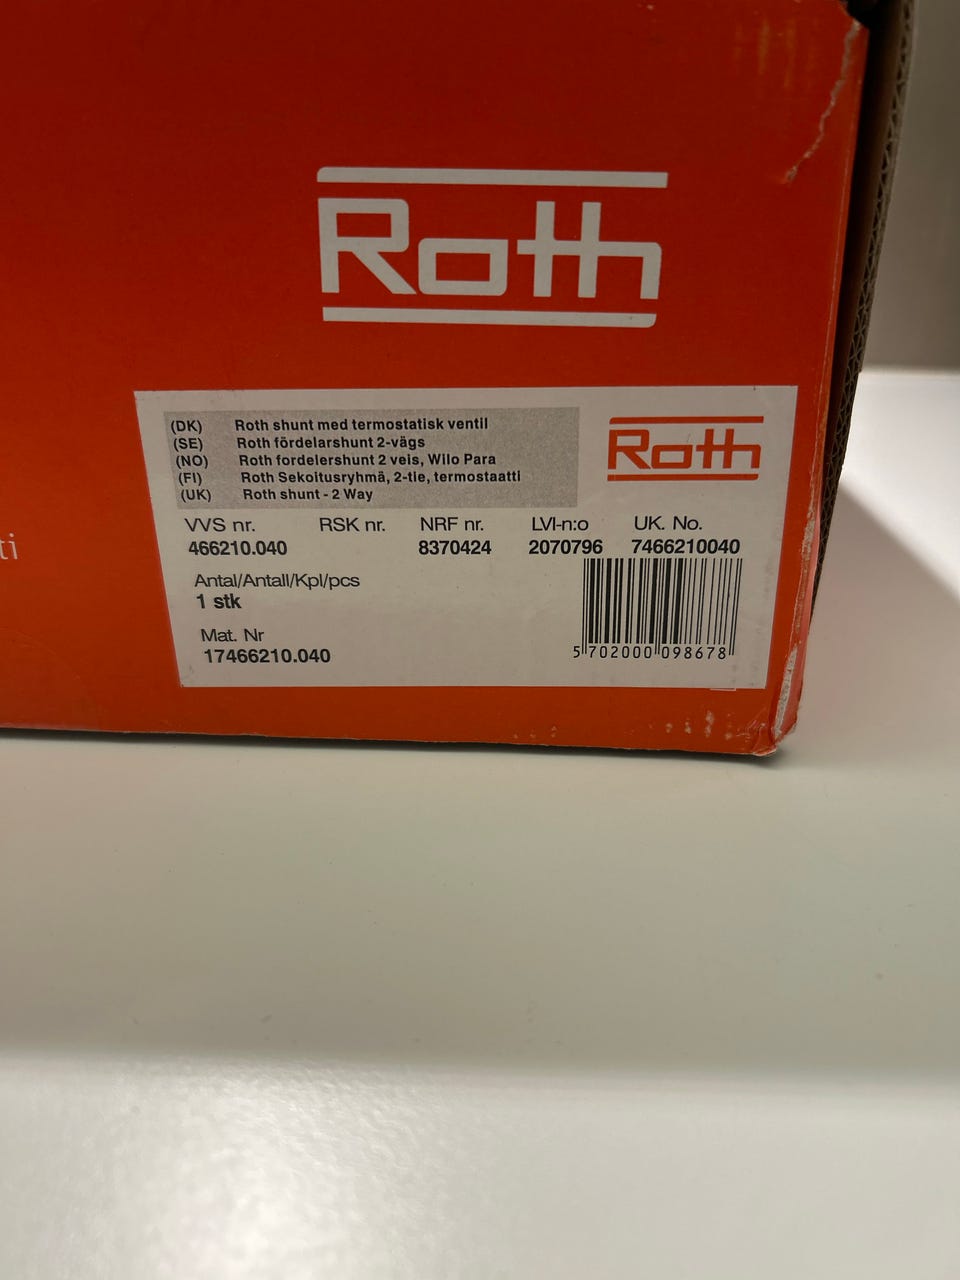 Roth
(DK) Roth shunt med termostatisk ventil
(SE) Roth fördelarshunt 2-vägs
(NO) Roth fordelershunt 2 veis, Wilo Para
(FI) Roth Sekoitusryhmä, 2-tie, termostaatti
(UK) Roth shunt - 2 Way
Roth
VVS nr. RSK nr. NRF nr. LVI-n:o UK. No.
466210.040 8370424 2070796 7466210040
ti
Antal/Antall/Kpl/pcs
1 stk
Mat. Nr
17466210.040
5 702000 098678